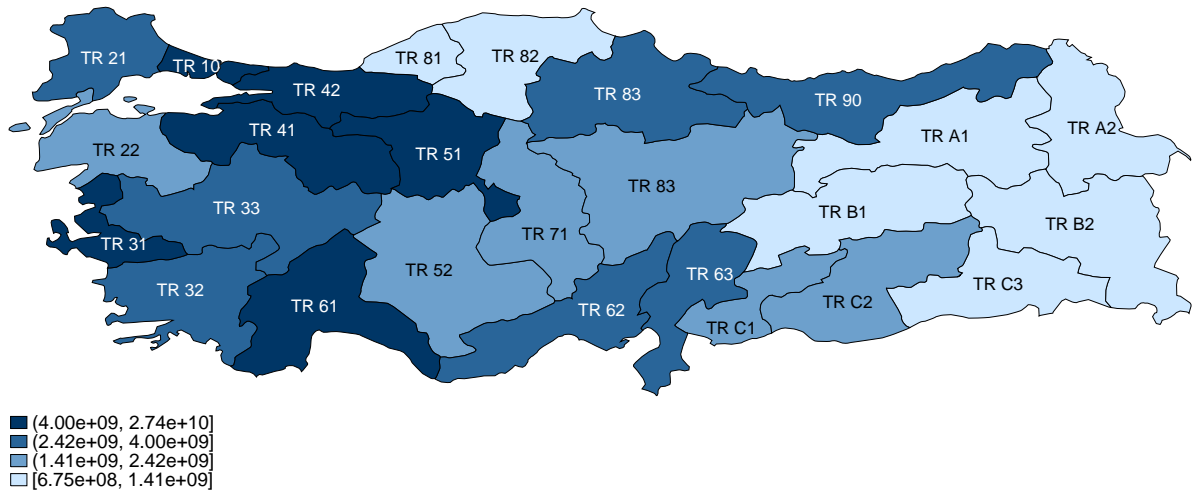 TR 21
TR 10
TR 42
TR 81
TR 82
TR 83
TR 90
TR A1
TR A2
TR 22
TR 41
TR 51
TR 83
TR 33
TR 71
TR B1
TR B2
TR 31
TR 32
TR 52
TR 61
TR 62
TR 63
TR C1
TR C2
TR C3
(4.00e+09, 2.74e+10]
(2.42e+09, 4.00e+09]
(1.41e+09, 2.42e+09]
[6.75e+08, 1.41e+09]